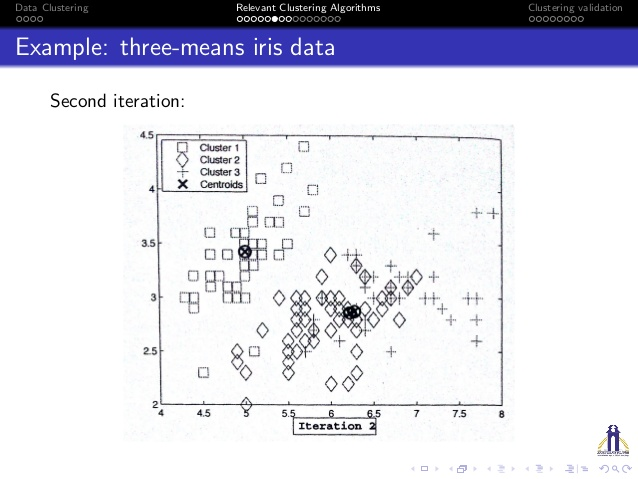 Data Clustering
Relevant Clustering Algorithms
Clustering validation
Example: three-means iris data
Second iteration:
4.5
4
3.5
3
2.5
2
Cluster 1
Cluster 2
Cluster 3
Centroids
4 4.5 5 5.5 6 6.5 7 7.5 8
Iteration 2